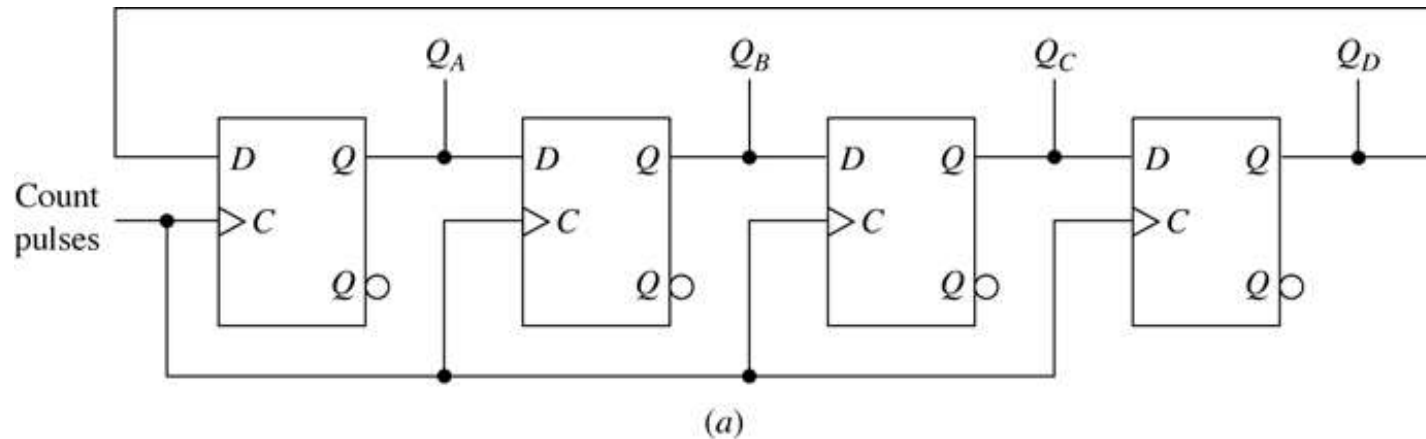 Q_A Q_B Q_C Q_D
D Q D Q D Q D Q
Count
pulses
C C C C
Q Q Q Q
(a)